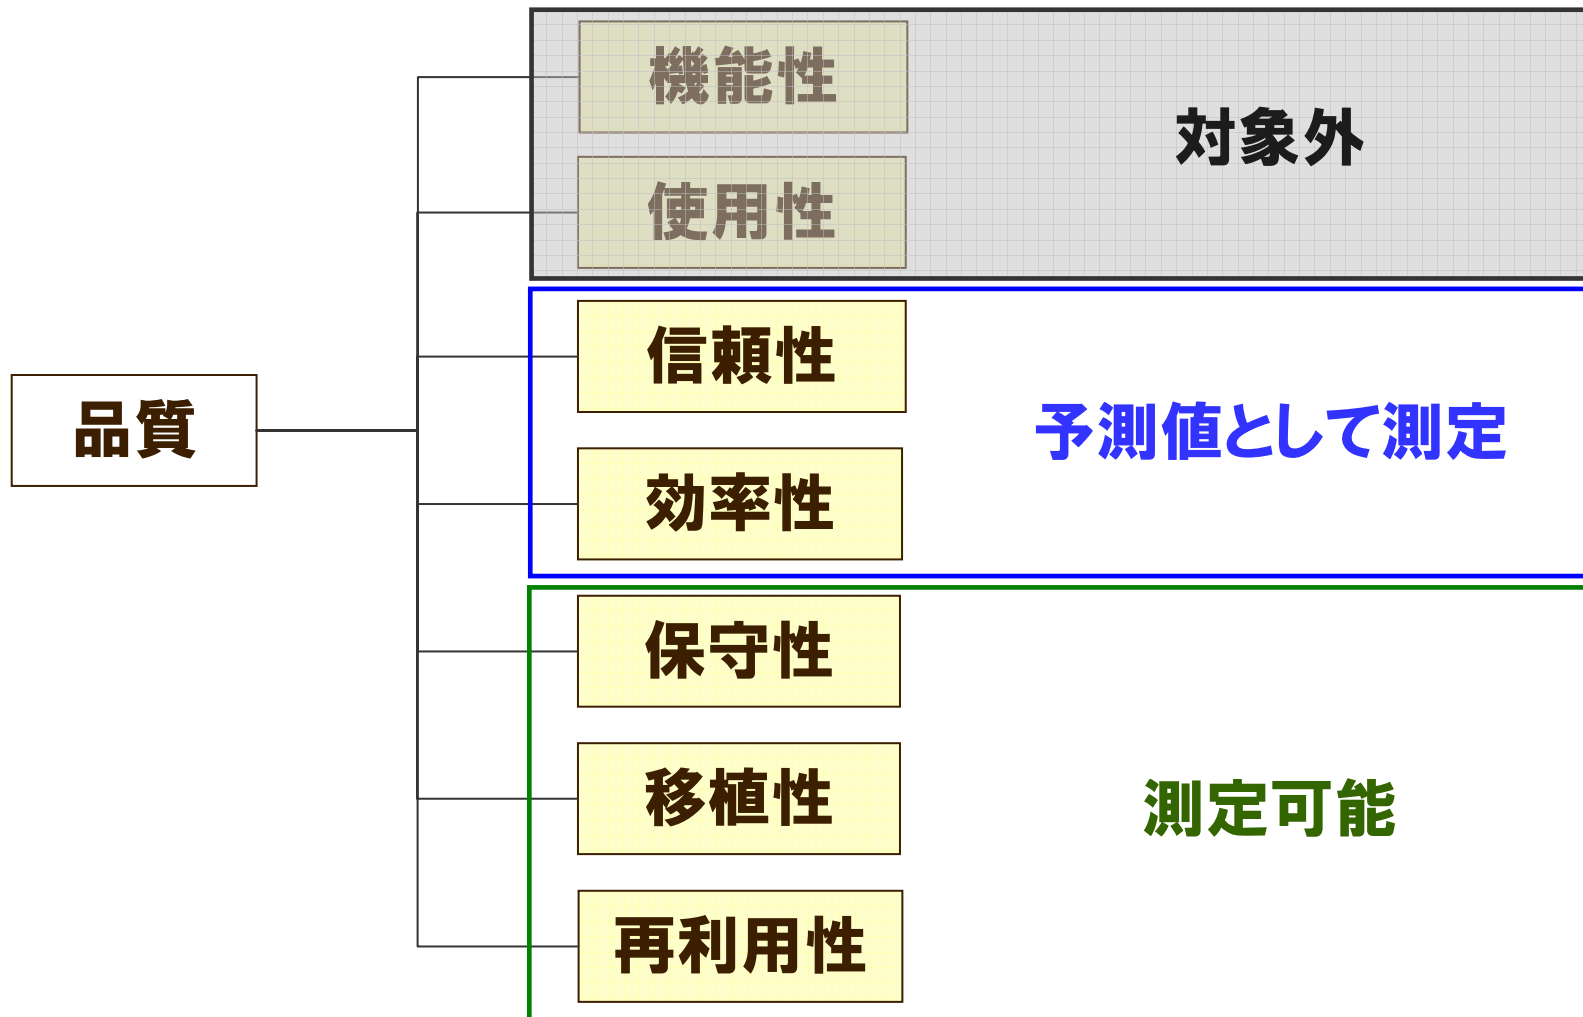 機能性
使用性
対象外
信頼性
効率性
予測値として測定
品質
保守性
移植性
再利用性
測定可能